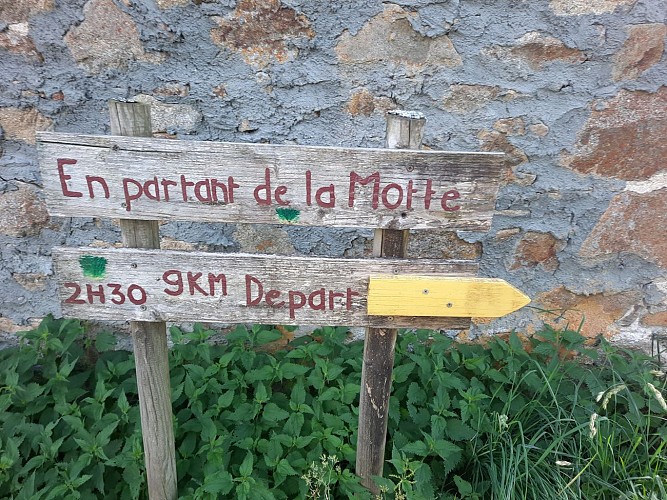 En partant de la Motte
2H30 9KM Depart